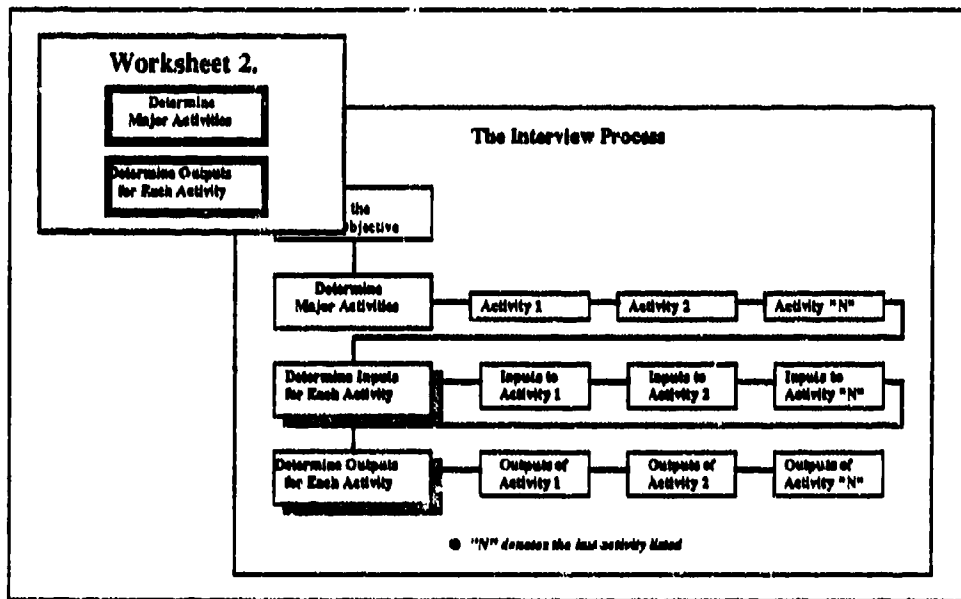 Worksheet 2.
Determine
Major Activities
Determine Outputs
for Each Activity
The Interview Process
the
bjective
Determine
Major Activities
Activity 1
Activity 2
Activity "N"
Determine Inputs
for Each Activity
Inputs to
Activity 1
Inputs to
Activity 2
Inputs to
Activity "N"
Determine Outputs
for Each Activity
Outputs of
Activity 1
Outputs of
Activity 2
Outputs of
Activity "N"
● "N" denotes the last activity listed